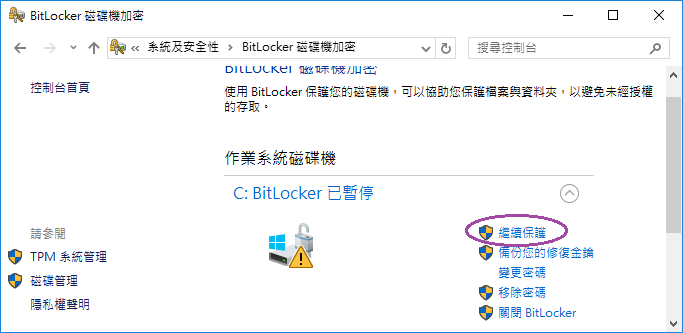 BitLocker 磁碟機加密
系統及安全性 BitLocker 磁碟機加密 搜尋控制台
控制台首頁
BitLocker 磁碟機加密
使用 BitLocker 保護您的磁碟機，可以協助您保護檔案與資料夾，以避免未經授權
的存取。
作業系統磁碟機
C: BitLocker 已暫停
繼續保護
備份您的修復金鑰
變更密碼
移除密碼
關閉 BitLocker
請參閱
TPM 系統管理
磁碟管理
隱私權聲明